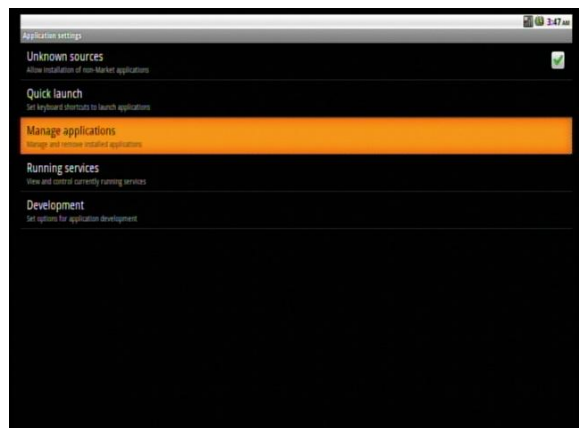 3:47 AM
Application settings
Unknown sources
Allow installation of non-Market applications
Quick launch
Set keyboard shortcuts to launch applications
Manage applications
Manage and remove installed applications
Running services
View and control currently running services
Development
Set options for application development